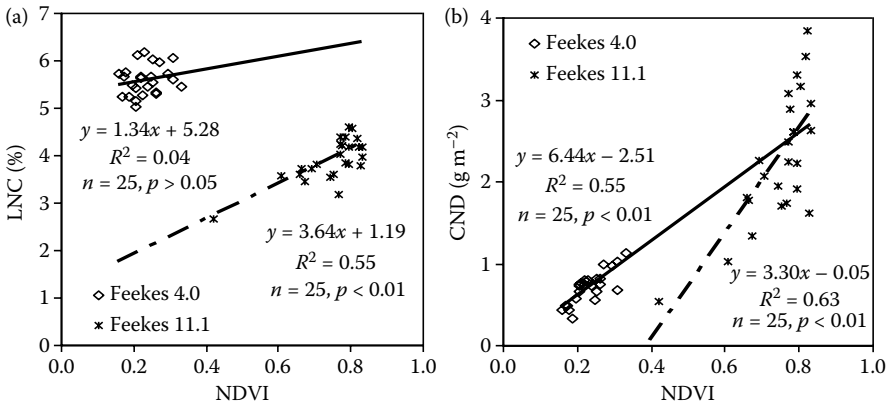 (a)
7
6
5
4
3
2
1
0
LNC (%)
y = 1.34x + 5.28
R² = 0.04
n = 25, p > 0.05
y = 3.64x + 1.19
R² = 0.55
n = 25, p < 0.01
Feekes 4.0
Feekes 11.1
0.0 0.2 0.4 0.6 0.8 1.0
NDVI
(b)
4
3
2
1
0
CND (g m⁻²)
Feekes 4.0
Feekes 11.1
y = 6.44x − 2.51
R² = 0.55
n = 25, p < 0.01
y = 3.30x − 0.05
R² = 0.63
n = 25, p < 0.01
0.0 0.2 0.4 0.6 0.8 1.0
NDVI